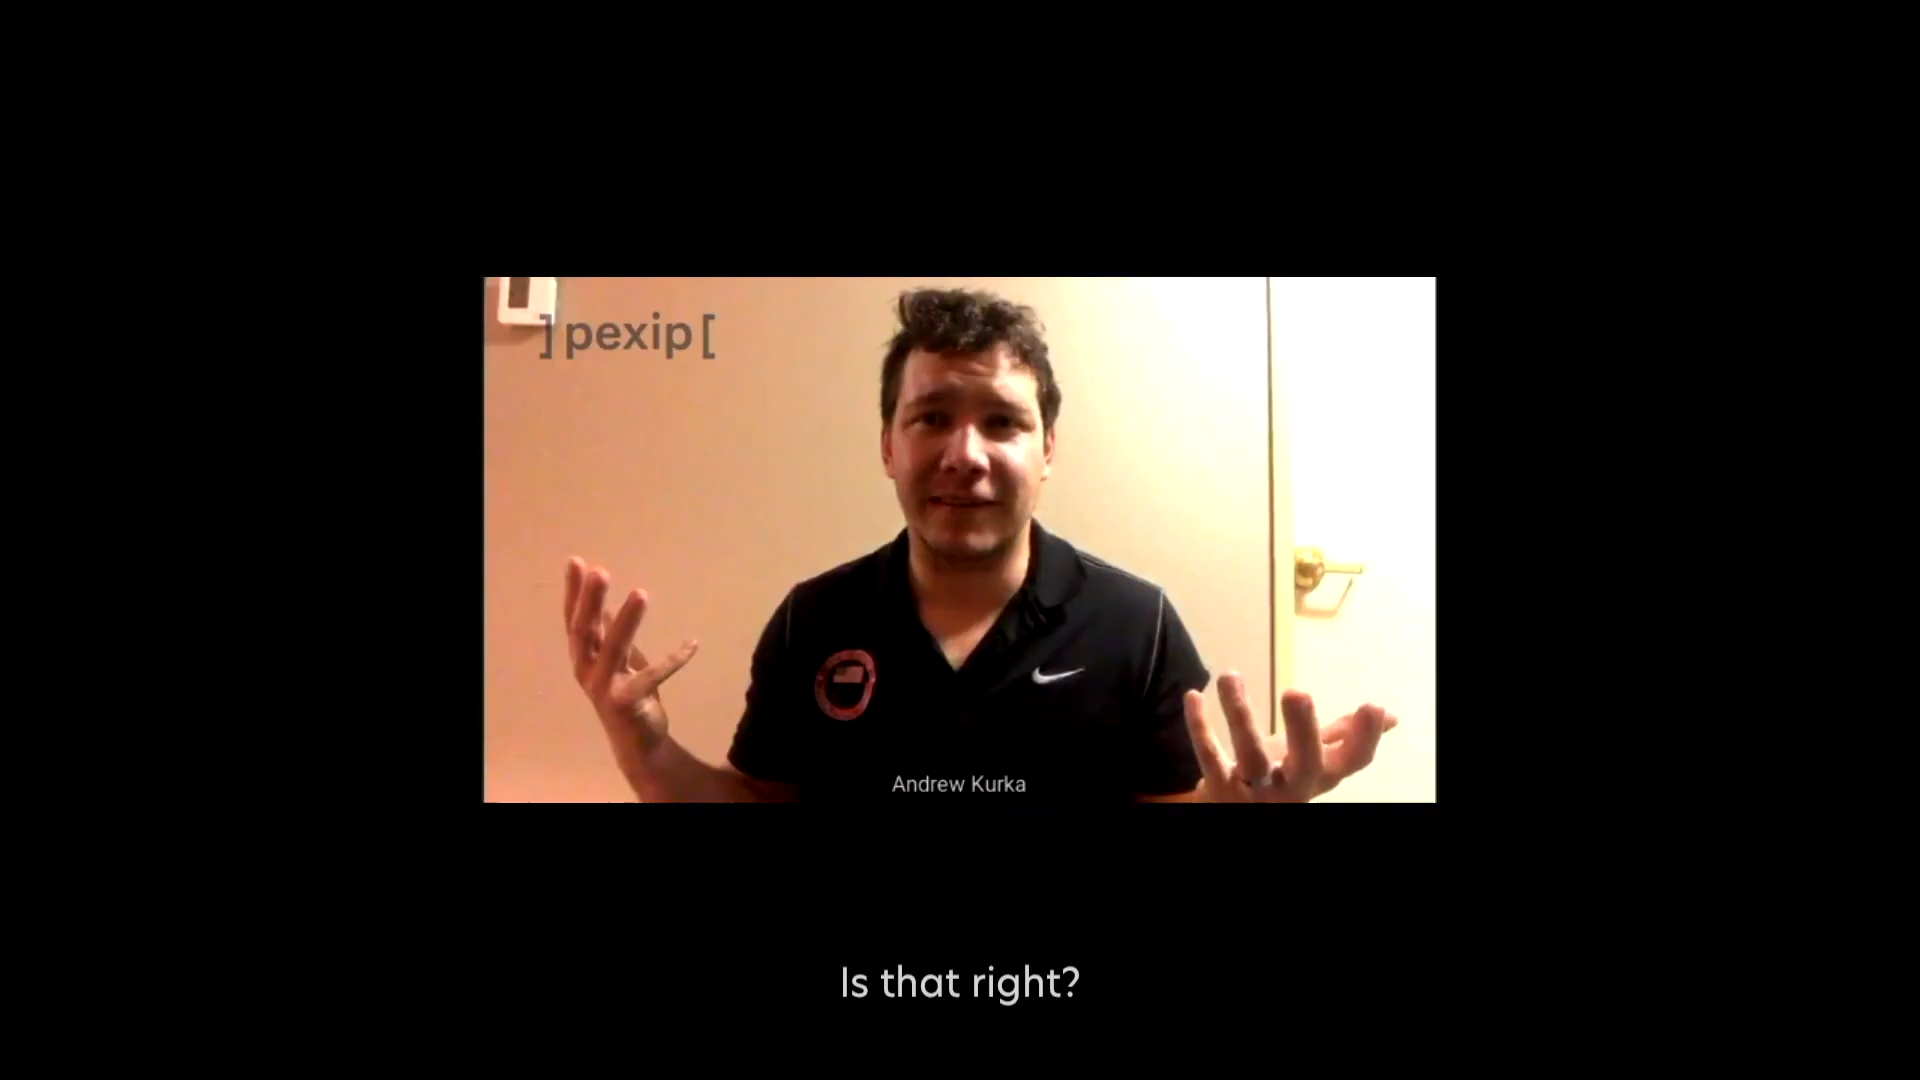 ]pexip[
Andrew Kurka
Is that right?